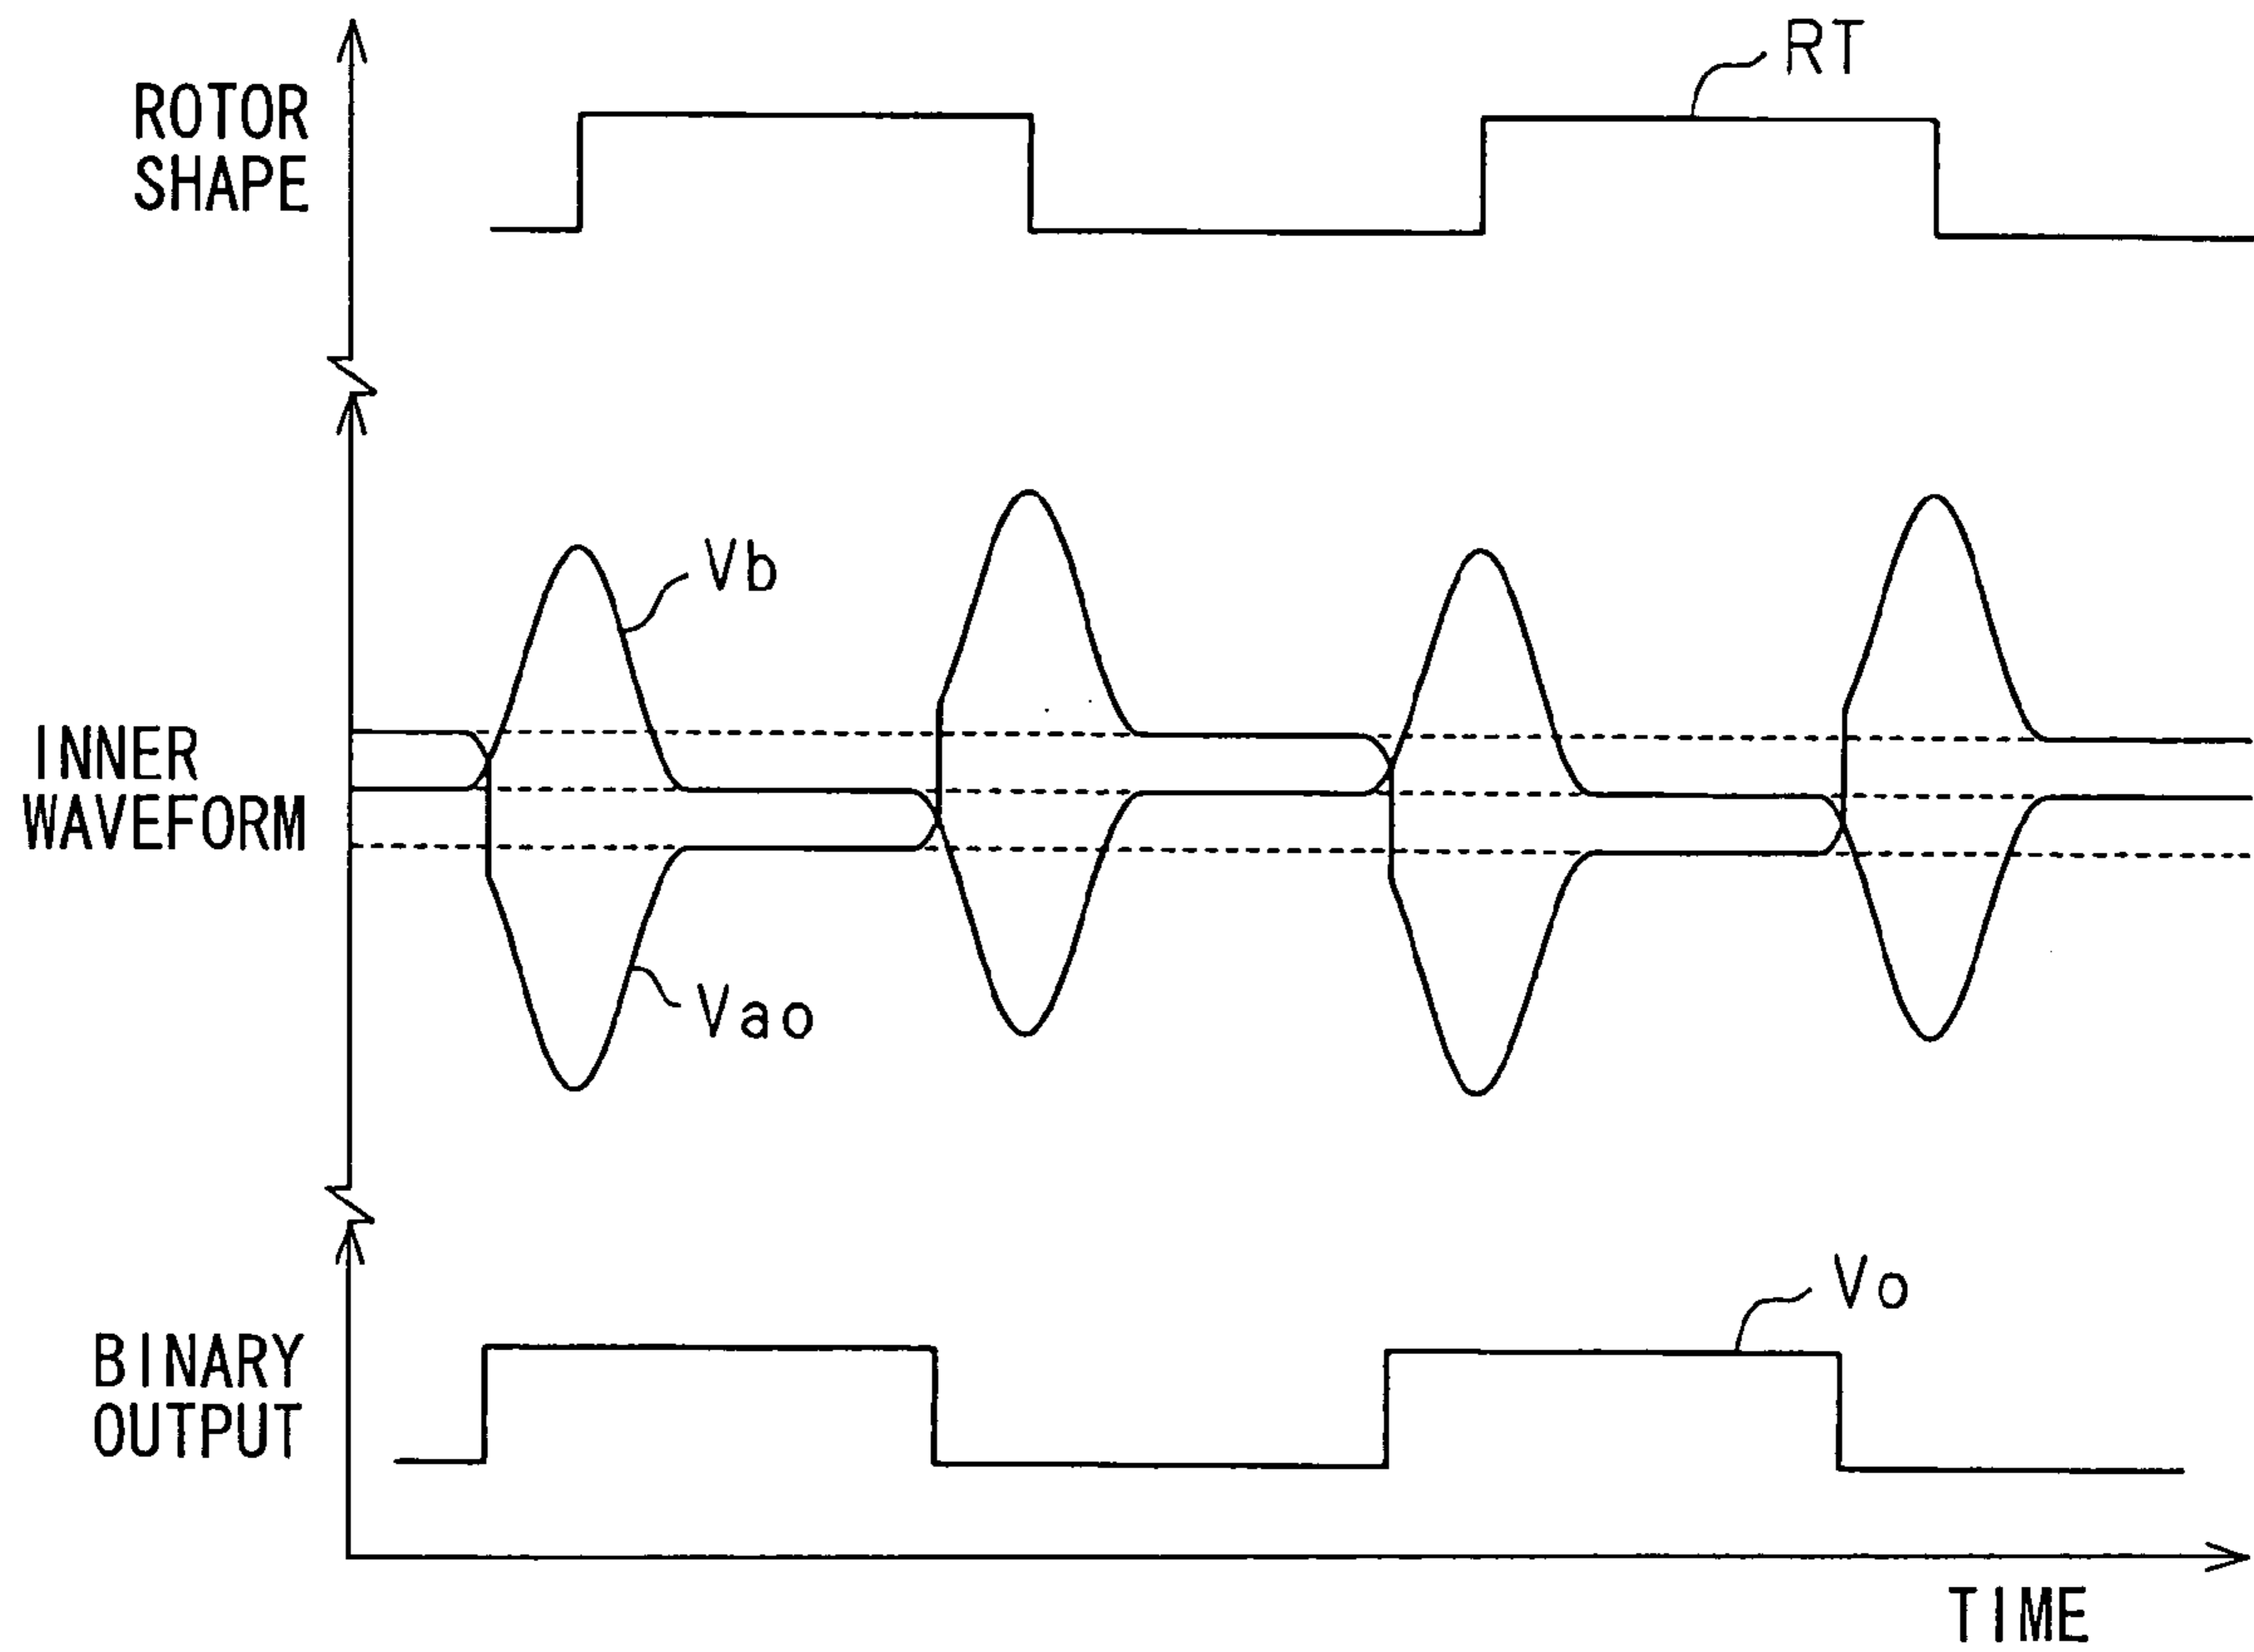 RT
ROTOR
SHAPE
Vb
INNER
WAVEFORM
Vao
Vo
BINARY
OUTPUT
TIME